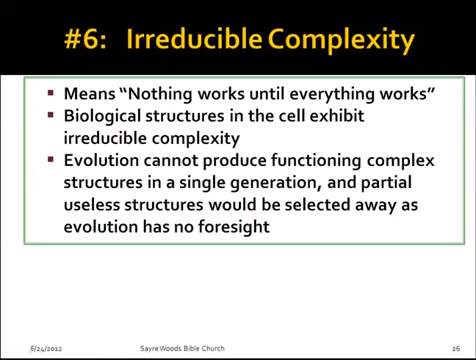 #6: Irreducible Complexity
▪ Means “Nothing works until everything works”
▪ Biological structures in the cell exhibit
irreducible complexity
▪ Evolution cannot produce functioning complex
structures in a single generation, and partial
useless structures would be selected away as
evolution has no foresight
6/24/2012 Sayre Woods Bible Church 16